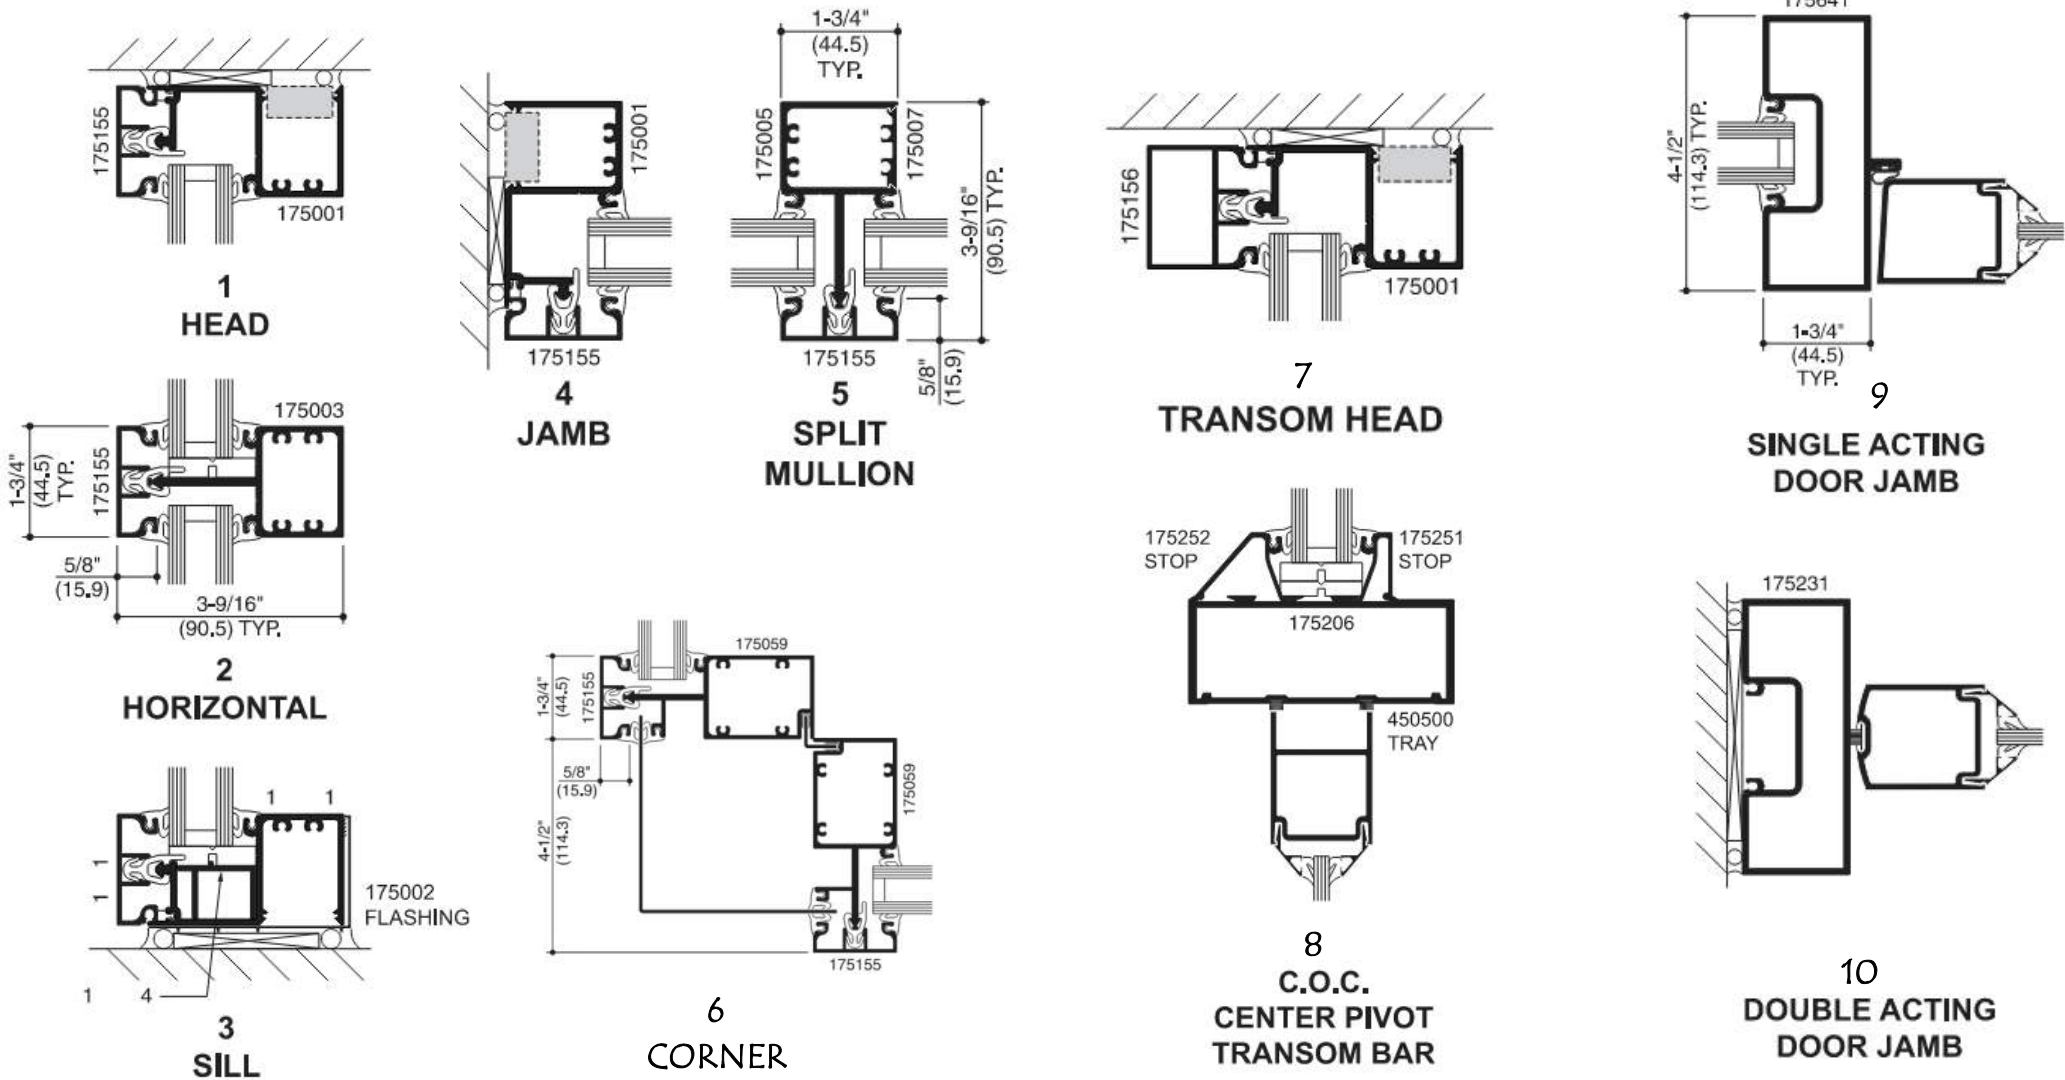 175155
175001
1
HEAD
175003
1-3/4"
(44.5)
TYP.
175155
5/8"
(15.9)
3-9/16"
(90.5) TYP.
2
HORIZONTAL
1
1
1
1
175002
FLASHING
1
4
3
SILL
175001
175155
4
JAMB
1-3/4"
(44.5)
TYP.
175005
175007
3-9/16"
(90.5) TYP.
5/8"
(15.9)
175155
5
SPLIT
MULLION
175059
1-3/4"
(44.5)
175155
5/8"
(15.9)
4-1/2"
(114.3)
175059
175155
6
CORNER
175156
175001
7
TRANSOM HEAD
175252
STOP
175251
STOP
175206
450500
TRAY
8
C.O.C.
CENTER PIVOT
TRANSOM BAR
175641
4-1/2"
(114.3) TYP.
1-3/4"
(44.5)
TYP.
9
SINGLE ACTING
DOOR JAMB
175231
10
DOUBLE ACTING
DOOR JAMB